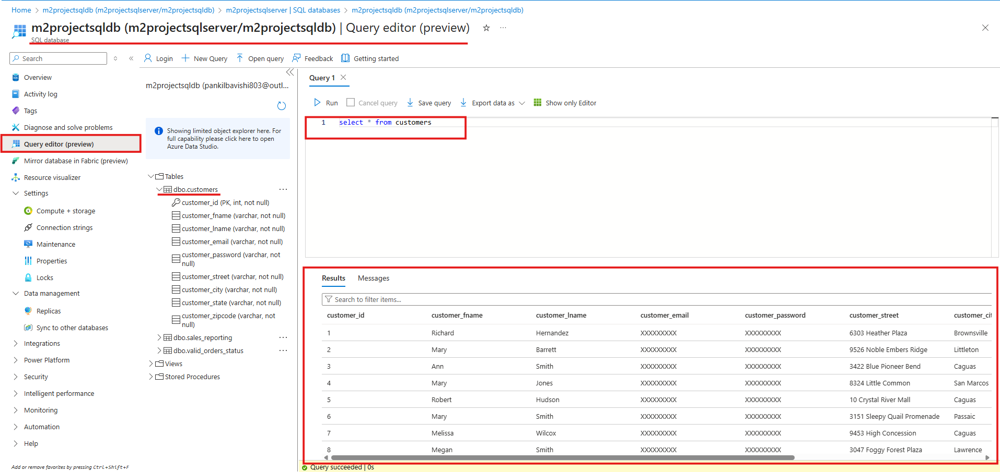 Home > m2projectsqldb (m2projectsqlserver/m2projectsqldb) > m2projectsqlserver | SQL databases > m2projectsqldb (m2projectsqlserver/m2projectsqldb)
m2projectsqldb (m2projectsqlserver/m2projectsqldb) | Query editor (preview)
SQL database
Search
Overview
Activity log
Tags
Diagnose and solve problems
Query editor (preview)
Mirror database in Fabric (preview)
Resource visualizer
Settings
Compute + storage
Connection strings
Maintenance
Properties
Locks
Data management
Replicas
Sync to other databases
Integrations
Power Platform
Security
Intelligent performance
Monitoring
Automation
Help
Add or remove favorites by pressing Ctrl+Shift+F
Login New Query Open query Feedback Getting started
m2projectsqldb (pankilbavishi803@outl...
Showing limited object explorer here. For
full capability please click here to open
Azure Data Studio.
Tables
dbo.customers ...
customer_id (PK, int, not null)
customer_fname (varchar, not null)
customer_lname (varchar, not null)
customer_email (varchar, not null)
customer_password (varchar, not
null)
customer_street (varchar, not null)
customer_city (varchar, not null)
customer_state (varchar, not null)
customer_zipcode (varchar, not
null)
dbo.sales_reporting ...
dbo.valid_orders_status ...
Views
Stored Procedures
Query 1
Run Cancel query Save query Export data as Show only Editor
1 select * from customers
Results Messages
Search to filter items...
customer_id customer_fname customer_lname customer_email customer_password customer_street customer_cit
1 Richard Hernandez XXXXXXXXX XXXXXXXXX 6303 Heather Plaza Brownsville
2 Mary Barrett XXXXXXXXX XXXXXXXXX 9526 Noble Embers Ridge Littleton
3 Ann Smith XXXXXXXXX XXXXXXXXX 3422 Blue Pioneer Bend Caguas
4 Mary Jones XXXXXXXXX XXXXXXXXX 8324 Little Common San Marcos
5 Robert Hudson XXXXXXXXX XXXXXXXXX 10 Crystal River Mall Caguas
6 Mary Smith XXXXXXXXX XXXXXXXXX 3151 Sleepy Quail Promenade Passaic
7 Melissa Wilcox XXXXXXXXX XXXXXXXXX 9453 High Concession Caguas
8 Megan Smith XXXXXXXXX XXXXXXXXX 3047 Foggy Forest Plaza Lawrence
Query succeeded | 0s